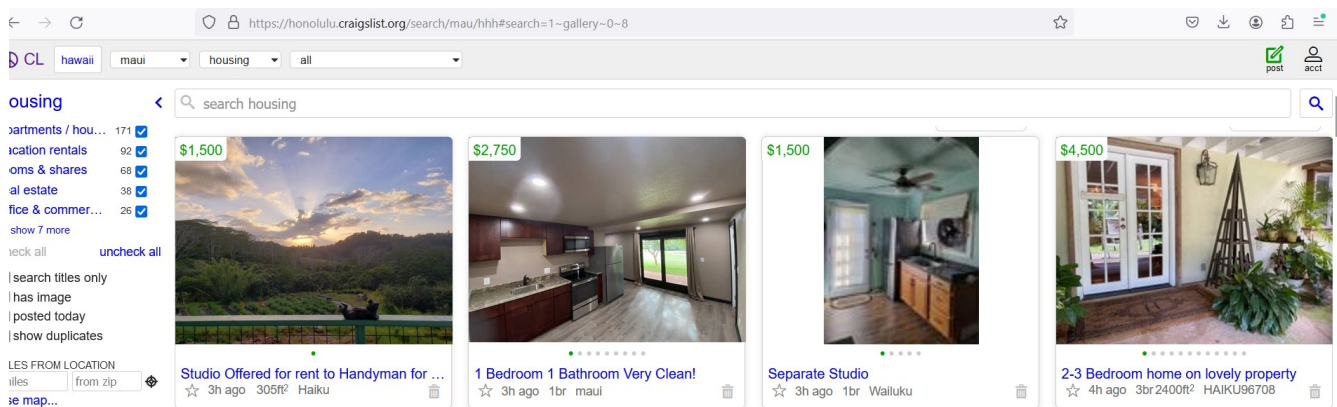 https://honolulu.craigslist.org/search/mau/hhh#search=1~gallery~0~8
CL hawaii maui housing all post acct
ousing
search housing
partments / hou... 171
acation rentals 92
oms & shares 68
al estate 38
fice & commer... 26
show 7 more
heck all uncheck all
search titles only
has image
posted today
show duplicates
LES FROM LOCATION
niles from zip
se map...
$1,500
Studio Offered for rent to Handyman for ...
3h ago 305ft² Haiku
$2,750
1 Bedroom 1 Bathroom Very Clean!
3h ago 1br maui
$1,500
Separate Studio
3h ago 1br Wailuku
$4,500
2-3 Bedroom home on lovely property
4h ago 3br 2400ft² HAIKU96708